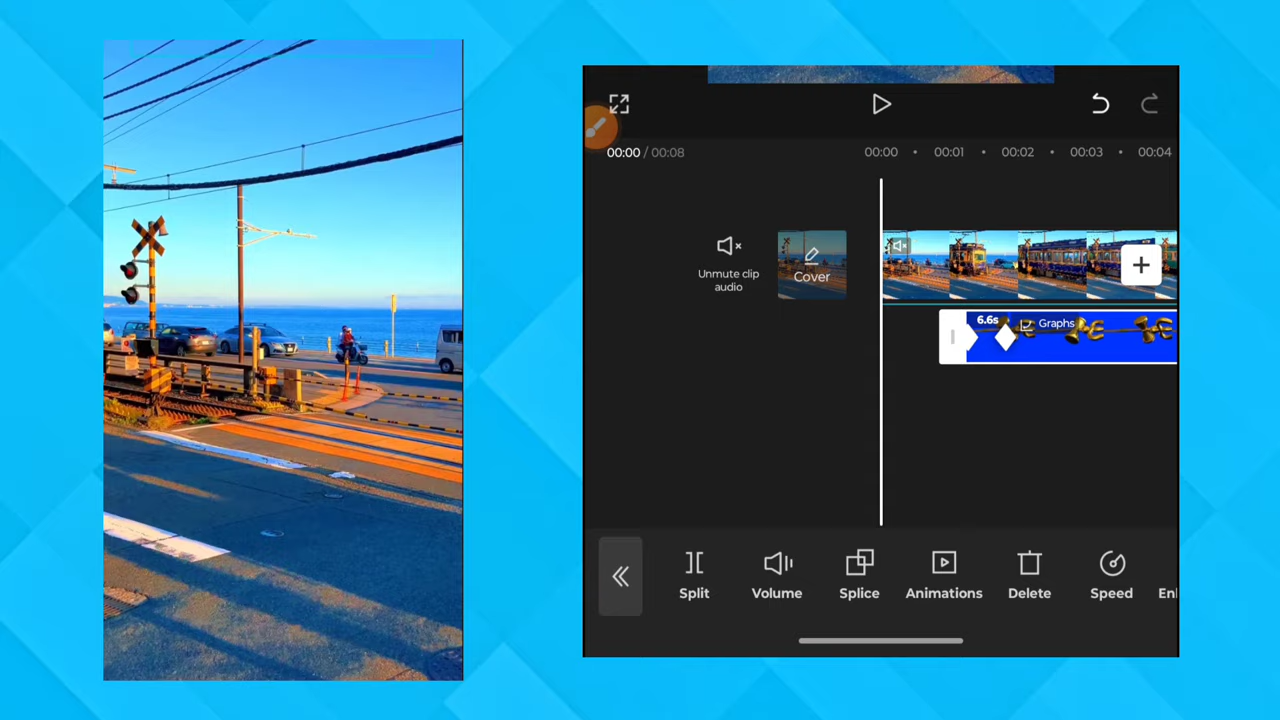 00:00 / 00:08
00:00 • 00:01 • 00:02 • 00:03 • 00:04
Unmute clip
audio
Cover
6.6s
Graphs
Split
Volume
Splice
Animations
Delete
Speed